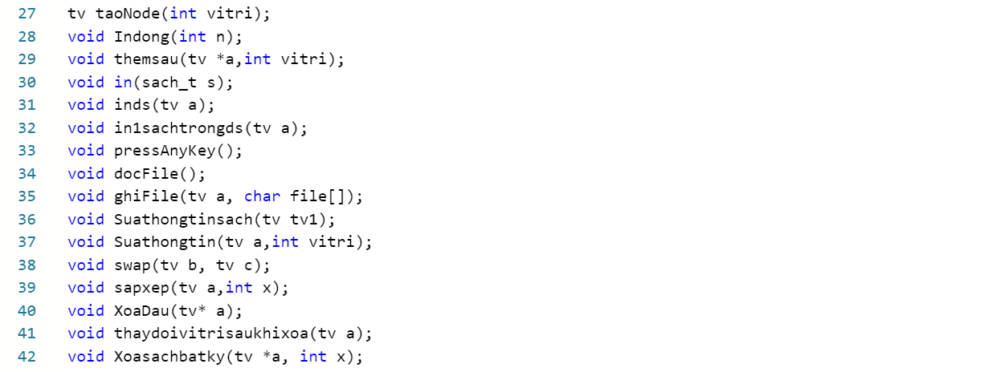 27 tv taoNode(int vitri);
28 void Indong(int n);
29 void themsau(tv *a,int vitri);
30 void in(sach_t s);
31 void inds(tv a);
32 void in1sachtrongds(tv a);
33 void pressAnyKey();
34 void docFile();
35 void ghiFile(tv a, char file[]);
36 void Suathongtinsach(tv tv1);
37 void Suathongtin(tv a,int vitri);
38 void swap(tv b, tv c);
39 void sapxep(tv a,int x);
40 void XoaDau(tv* a);
41 void thaydoivitrisaukhixoa(tv a);
42 void Xoasachbatky(tv *a, int x);